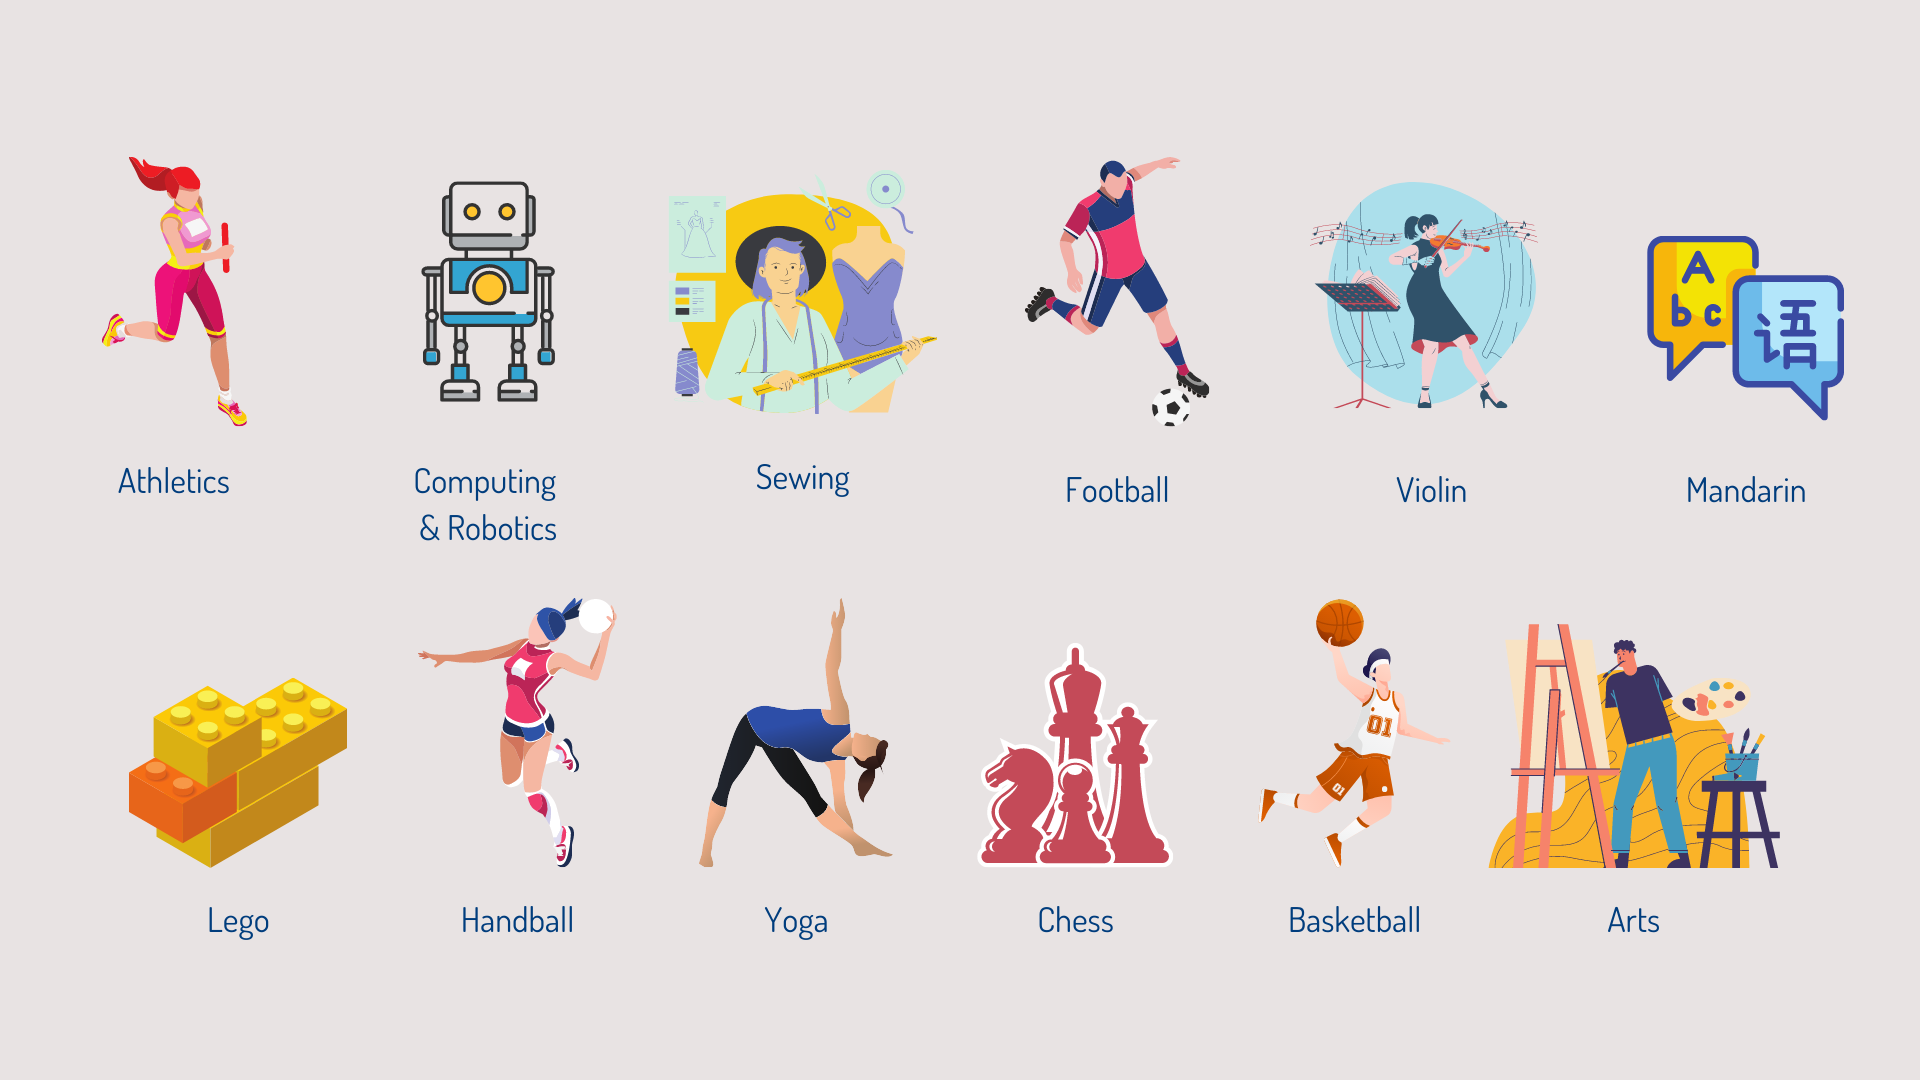 A
b c
语
Athletics
Computing
& Robotics
Sewing
Football
Violin
Mandarin
01
01
Lego
Handball
Yoga
Chess
Basketball
Arts